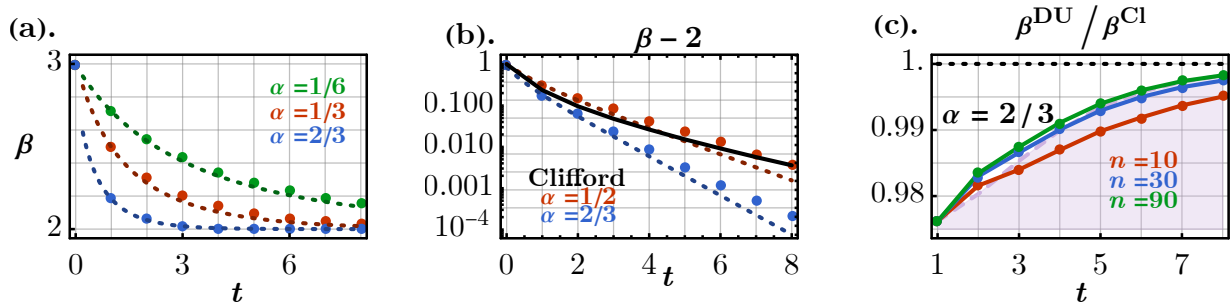 (a).
3
β
2
α =1/6
α =1/3
α =2/3
0 3 6
t
(b). β − 2
1
0.100
0.010
0.001
10⁻⁴
Clifford
α =1/2
α =2/3
0 2 4 6 8
t
(c). β^DU / β^Cl
1.
0.99
0.98
α = 2/3
n =10
n =30
n =90
1 3 5 7
t